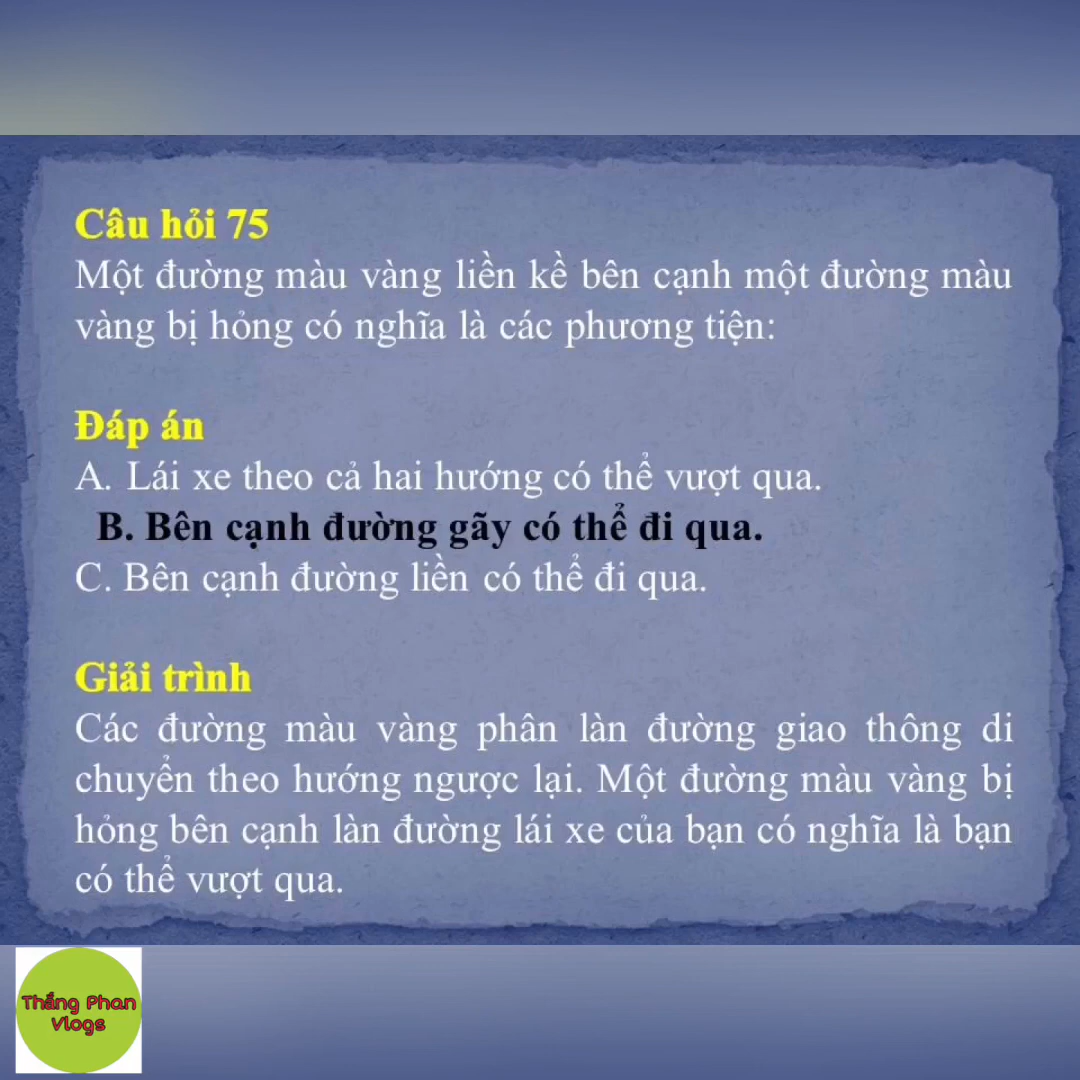 Câu hỏi 75
Một đường màu vàng liền kề bên cạnh một đường màu
vàng bị hỏng có nghĩa là các phương tiện:
Đáp án
A. Lái xe theo cả hai hướng có thể vượt qua.
B. Bên cạnh đường gãy có thể đi qua.
C. Bên cạnh đường liền có thể đi qua.
Giải trình
Các đường màu vàng phân làn đường giao thông di
chuyển theo hướng ngược lại. Một đường màu vàng bị
hỏng bên cạnh làn đường lái xe của bạn có nghĩa là bạn
có thể vượt qua.
Thắng Phan
Vlogs